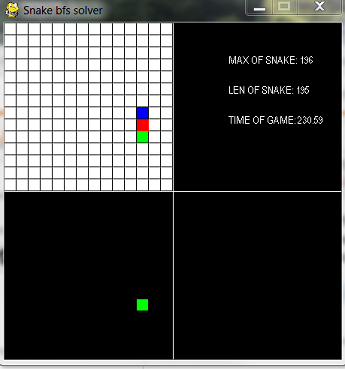 Snake bfs solver
MAX OF SNAKE: 196
LEN OF SNAKE: 195
TIME OF GAME:230.59